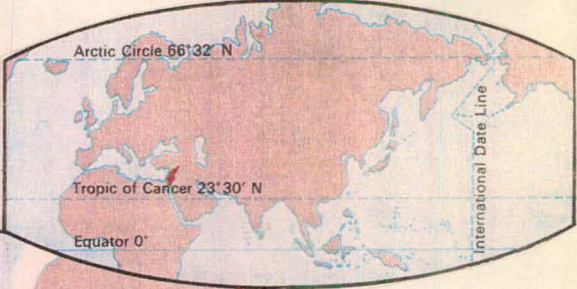 Arctic Circle 66°32' N
International Date Line
Tropic of Cancer 23°30' N
Equator 0°